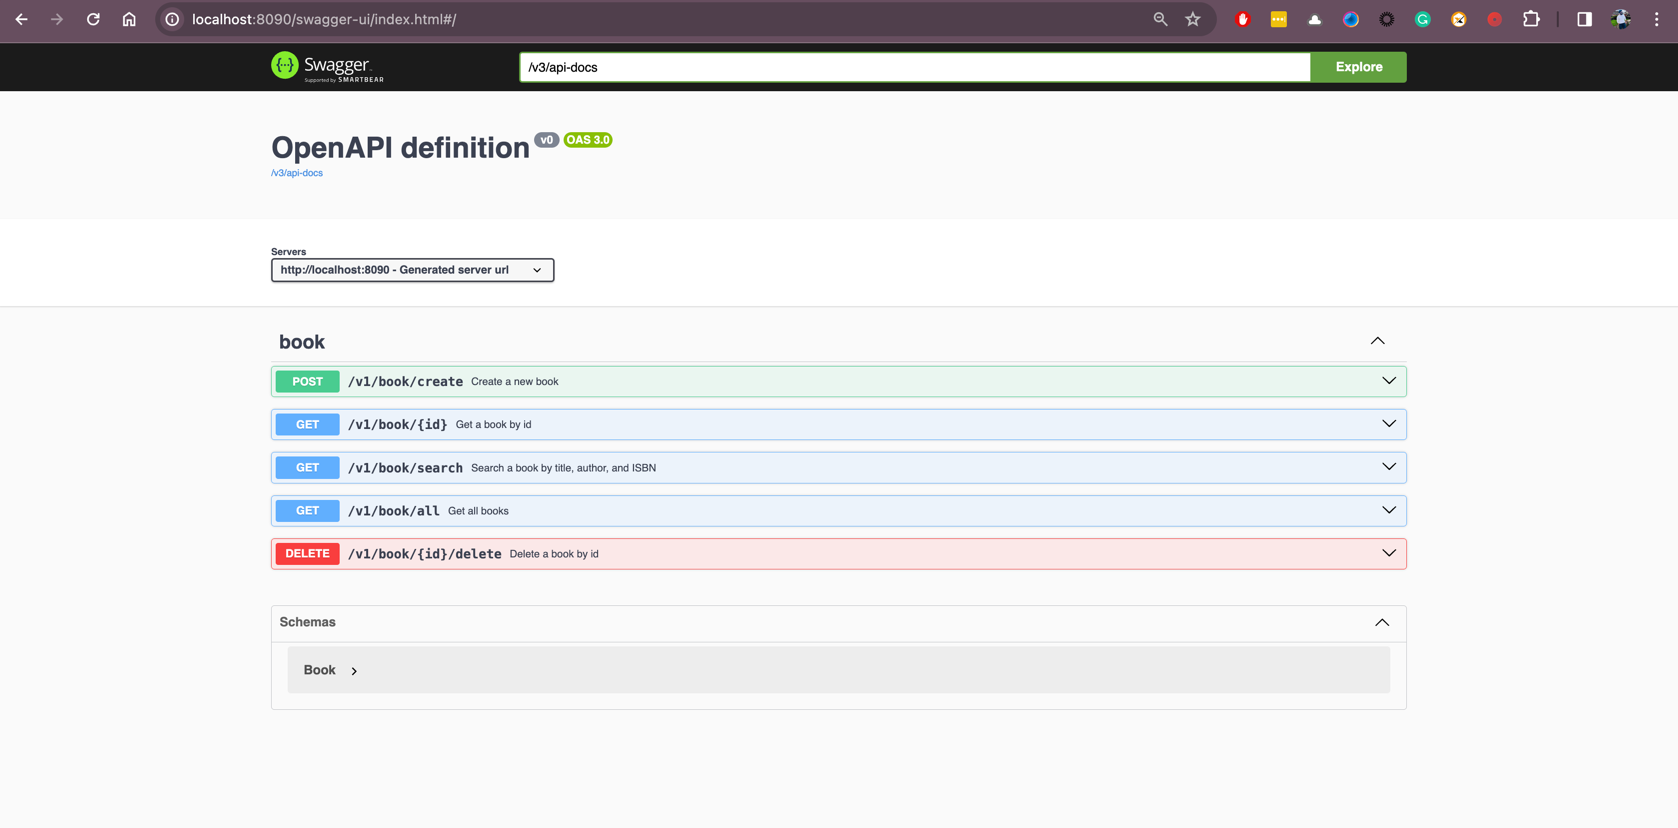 localhost:8090/swagger-ui/index.html#/
{...} Swagger
Supported by SMARTBEAR
/v3/api-docs
Explore
OpenAPI definition v0 OAS 3.0
/v3/api-docs
Servers
http://localhost:8090 - Generated server url
book
POST /v1/book/create Create a new book
GET /v1/book/{id} Get a book by id
GET /v1/book/search Search a book by title, author, and ISBN
GET /v1/book/all Get all books
DELETE /v1/book/{id}/delete Delete a book by id
Schemas
Book